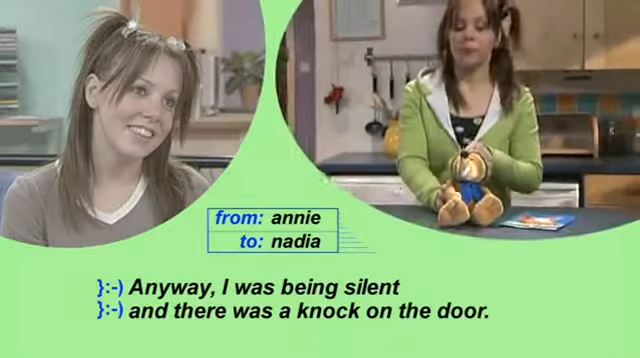 from: annie
to: nadia
}:-) Anyway, I was being silent
}:-) and there was a knock on the door.